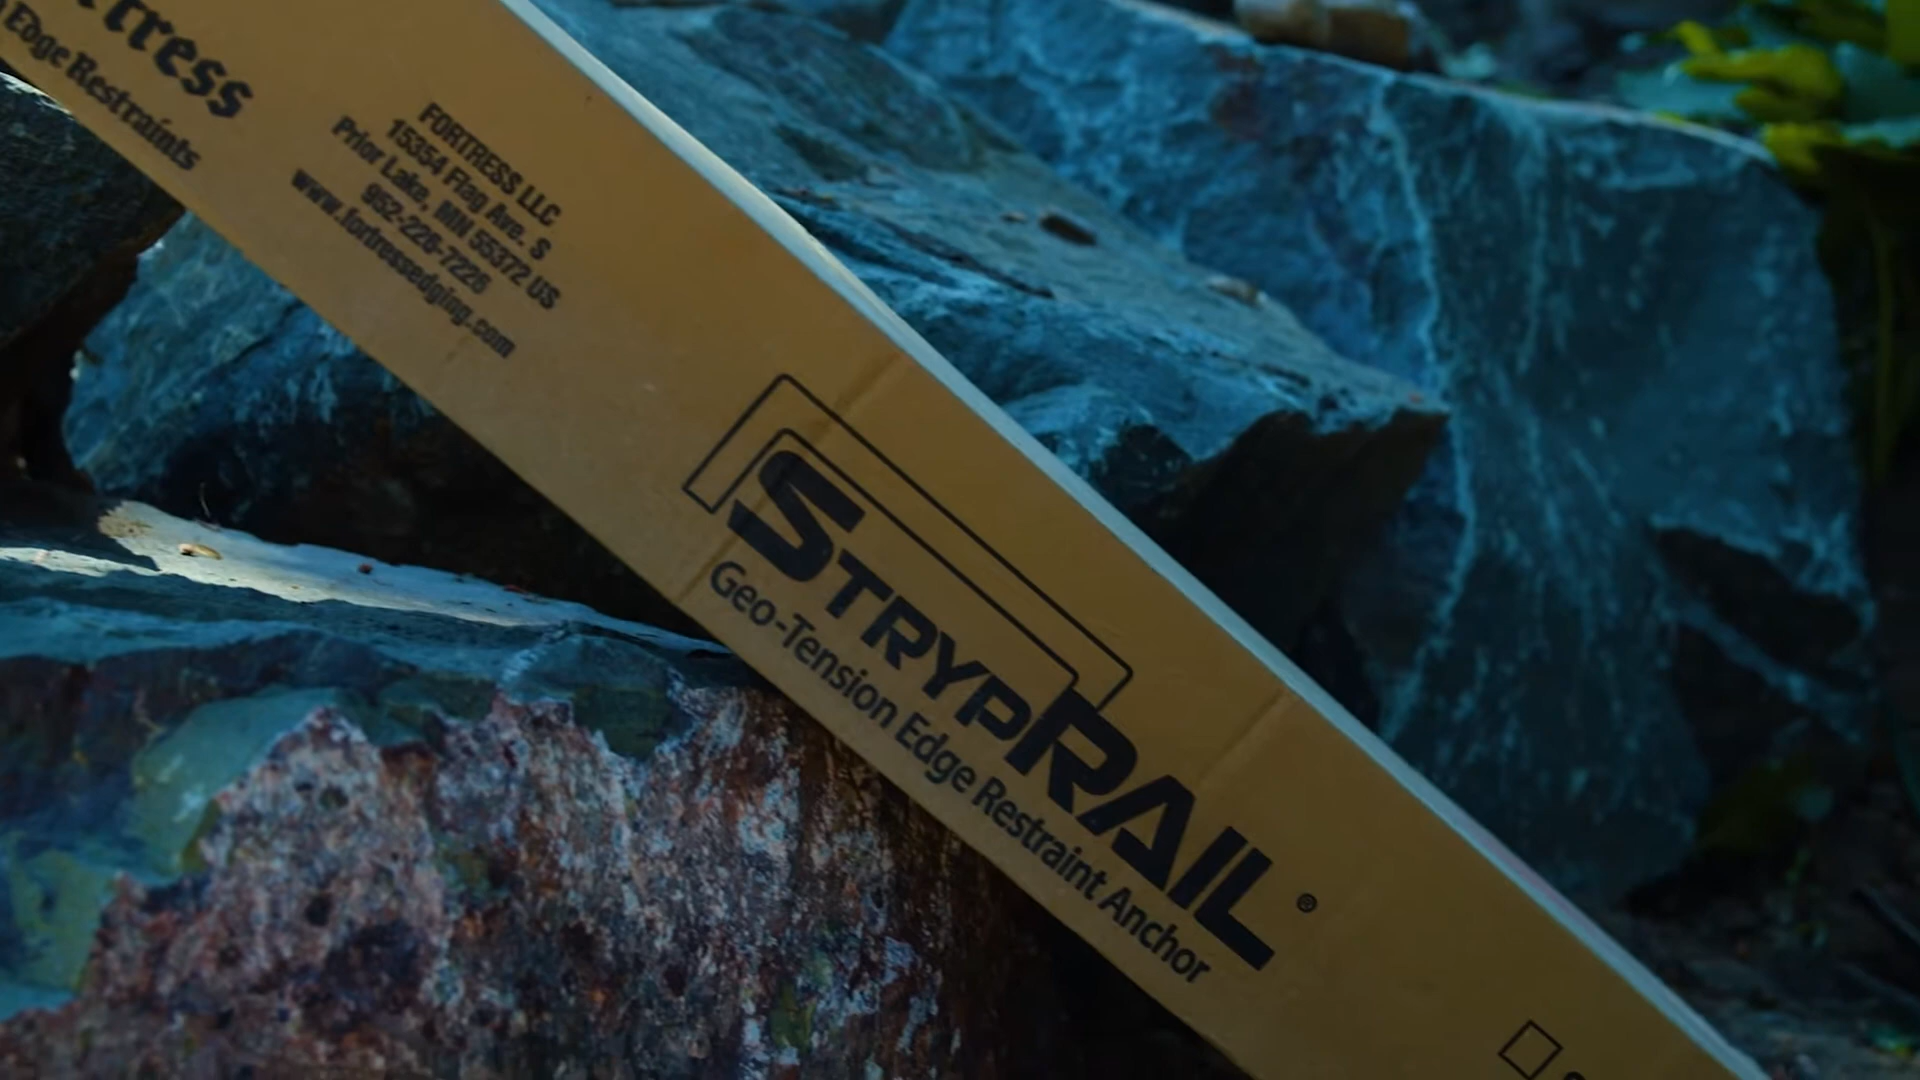 Edge Restraints
FORTRESS LLC
15354 Flag Ave. S
Prior Lake, MN 55372 US
952-226-7226
www.fortressedging.com
STRYPRAIL®
Geo-Tension Edge Restraint Anchor